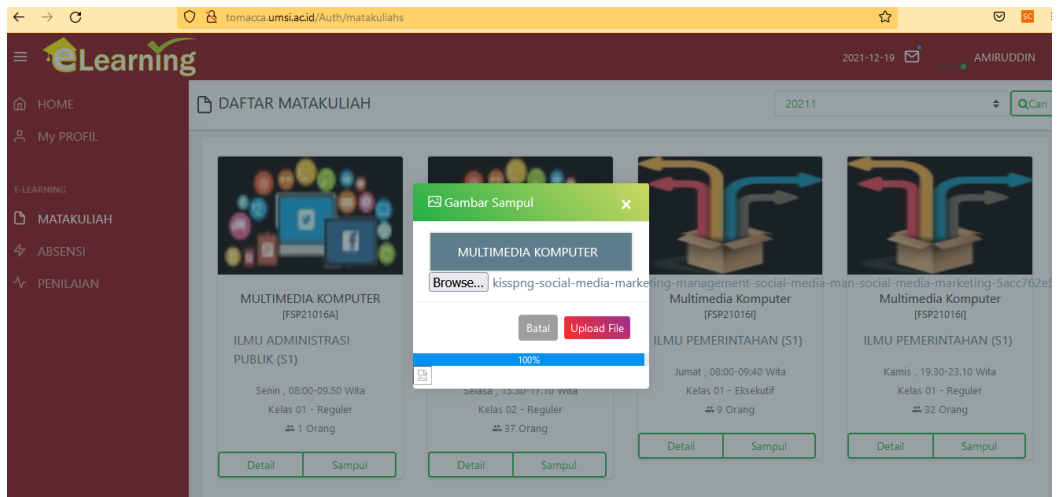 tomacca.umsi.ac.id/Auth/matakuliahs
SC
eLearning
2021-12-19
AMIRUDDIN
HOME
My PROFIL
E-LEARNING
MATAKULIAH
ABSENSI
PENILAIAN
DAFTAR MATAKULIAH
20211
Cari
Gambar Sampul
×
MULTIMEDIA KOMPUTER
Browse... kisspng-social-media-marketing-management-social-media-man-social-media-marketing-5acc762e5
Batal
Upload File
100%
MULTIMEDIA KOMPUTER
[FSP21016A]
ILMU ADMINISTRASI
PUBLIK (S1)
Senin , 08:00-09.50 Wita
Kelas 01 - Reguler
1 Orang
Detail
Sampul
Selasa , 15.30-17.10 Wita
Kelas 02 - Reguler
37 Orang
Detail
Sampul
Multimedia Komputer
[FSP21016I]
ILMU PEMERINTAHAN (S1)
Jumat , 08:00-09:40 Wita
Kelas 01 - Eksekutif
9 Orang
Detail
Sampul
Multimedia Komputer
[FSP21016I]
ILMU PEMERINTAHAN (S1)
Kamis , 19.30-23.10 Wita
Kelas 01 - Reguler
32 Orang
Detail
Sampul